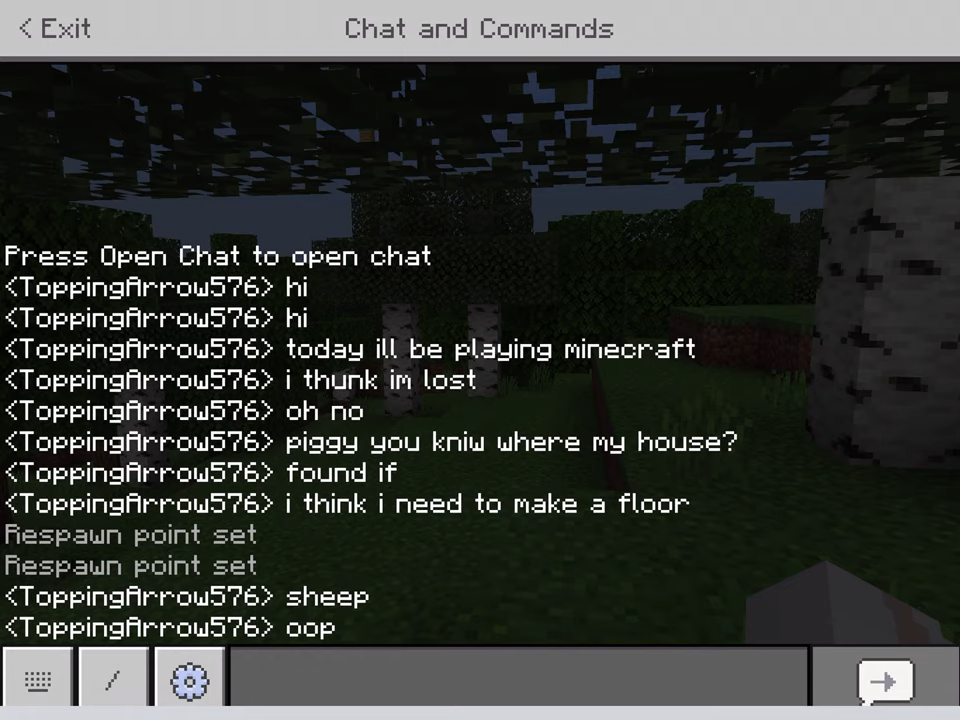 < Exit
Chat and Commands
Press Open Chat to open chat
<ToppingArrow576> hi
<ToppingArrow576> hi
<ToppingArrow576> today ill be playing minecraft
<ToppingArrow576> i thunk im lost
<ToppingArrow576> oh no
<ToppingArrow576> piggy you kniw where my house?
<ToppingArrow576> found if
<ToppingArrow576> i think i need to make a floor
Respawn point set
Respawn point set
<ToppingArrow576> sheep
<ToppingArrow576> oop
/